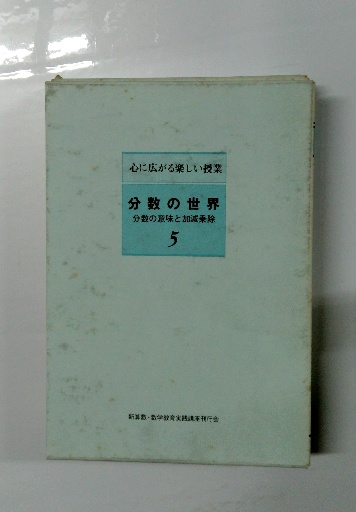 心に広がる楽しい授業
分数の世界
分数の意味と加減乗除
5
新算数・数学教育実践講座刊行会